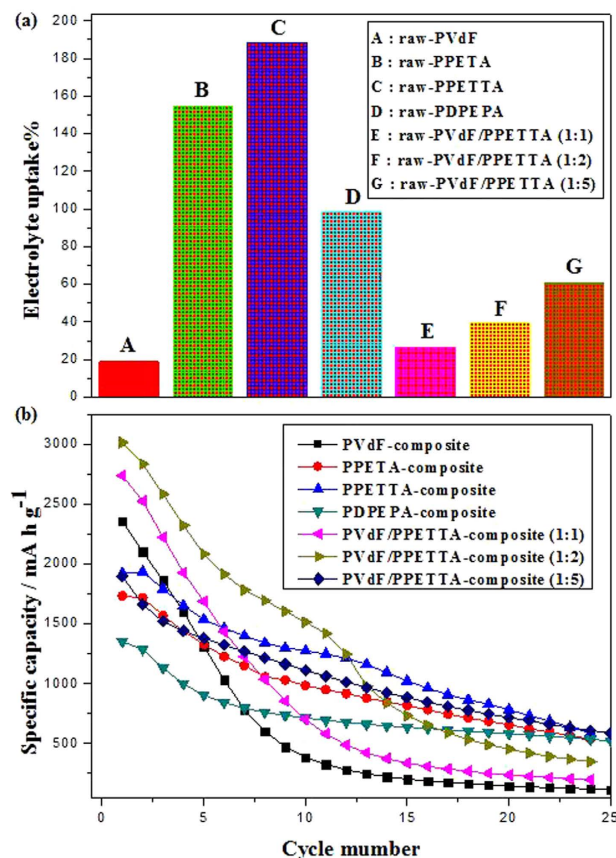 (a)
200
180
160
140
120
100
80
60
40
20
0
Electrolyte uptake%
A
B
C
D
E
F
G
A : raw-PVdF
B : raw-PPETA
C : raw-PPETTA
D : raw-PDPEPA
E : raw-PVdF/PPETTA (1:1)
F : raw-PVdF/PPETTA (1:2)
G : raw-PVdF/PPETTA (1:5)
(b)
3000
2500
2000
1500
1000
500
Specific capacity / mA h g⁻¹
PVdF-composite
PPETA-composite
PPETTA-composite
PDPEPA-composite
PVdF/PPETTA-composite (1:1)
PVdF/PPETTA-composite (1:2)
PVdF/PPETTA-composite (1:5)
0 5 10 15 20 25
Cycle mumber